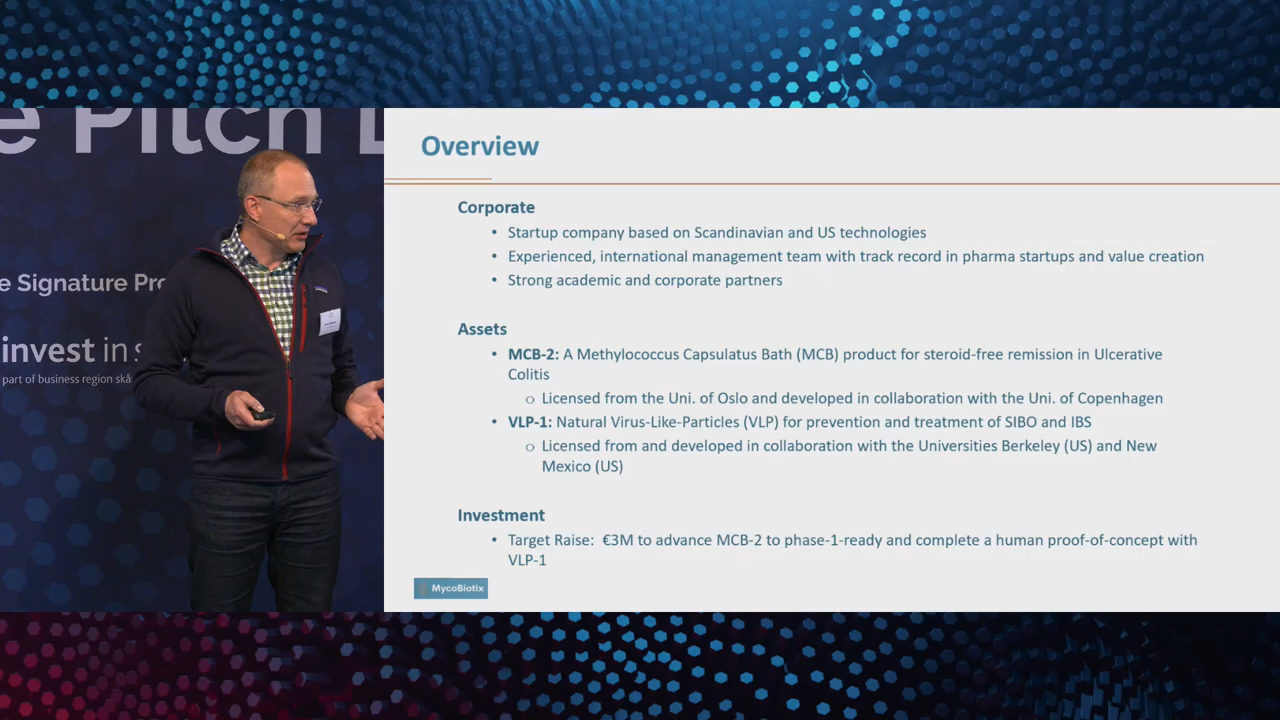 e Pitch
e Signature Pro
invest in s
part of business region skå
Overview
Corporate
• Startup company based on Scandinavian and US technologies
• Experienced, international management team with track record in pharma startups and value creation
• Strong academic and corporate partners
Assets
• MCB-2: A Methylococcus Capsulatus Bath (MCB) product for steroid-free remission in Ulcerative
Colitis
o Licensed from the Uni. of Oslo and developed in collaboration with the Uni. of Copenhagen
• VLP-1: Natural Virus-Like-Particles (VLP) for prevention and treatment of SIBO and IBS
o Licensed from and developed in collaboration with the Universities Berkeley (US) and New
Mexico (US)
Investment
• Target Raise: €3M to advance MCB-2 to phase-1-ready and complete a human proof-of-concept with
VLP-1
MycoBiotix